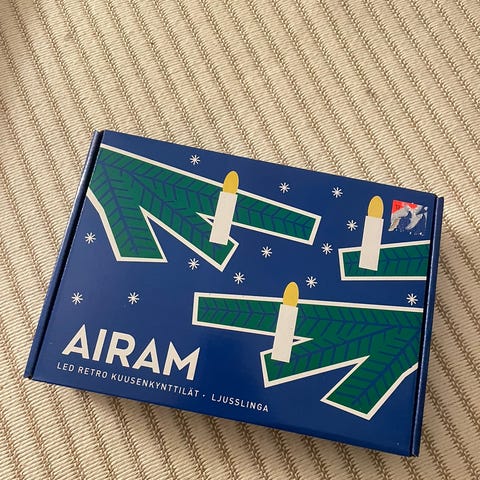 AIRAM
LED RETRO KUUSENKYNTTILÄT · LJUSSLINGA